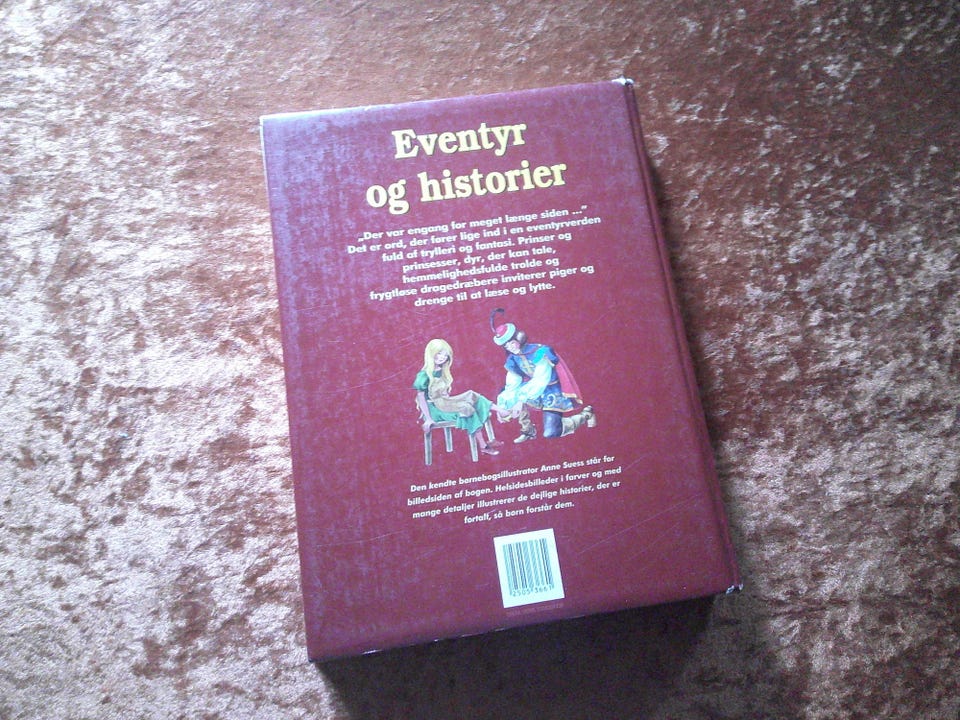 Eventyr
og historier
„Der var engang for meget længe siden ..."
Det er ord, der fører lige ind i en eventyrverden
fuld af trylleri og fantasi. Prinser og
prinsesser, dyr, der kan tale,
hemmelighedsfulde trolde og
frygtløse dragedræbere inviterer piger og
drenge til at læse og lytte.
Den kendte børnebogsillustrator Anne Suess står for
billedsiden af bogen. Helsidesbilleder i farver og med
mange detaljer illustrerer de dejlige historier, der er
fortalt, så børn forstår dem.
2505 3661